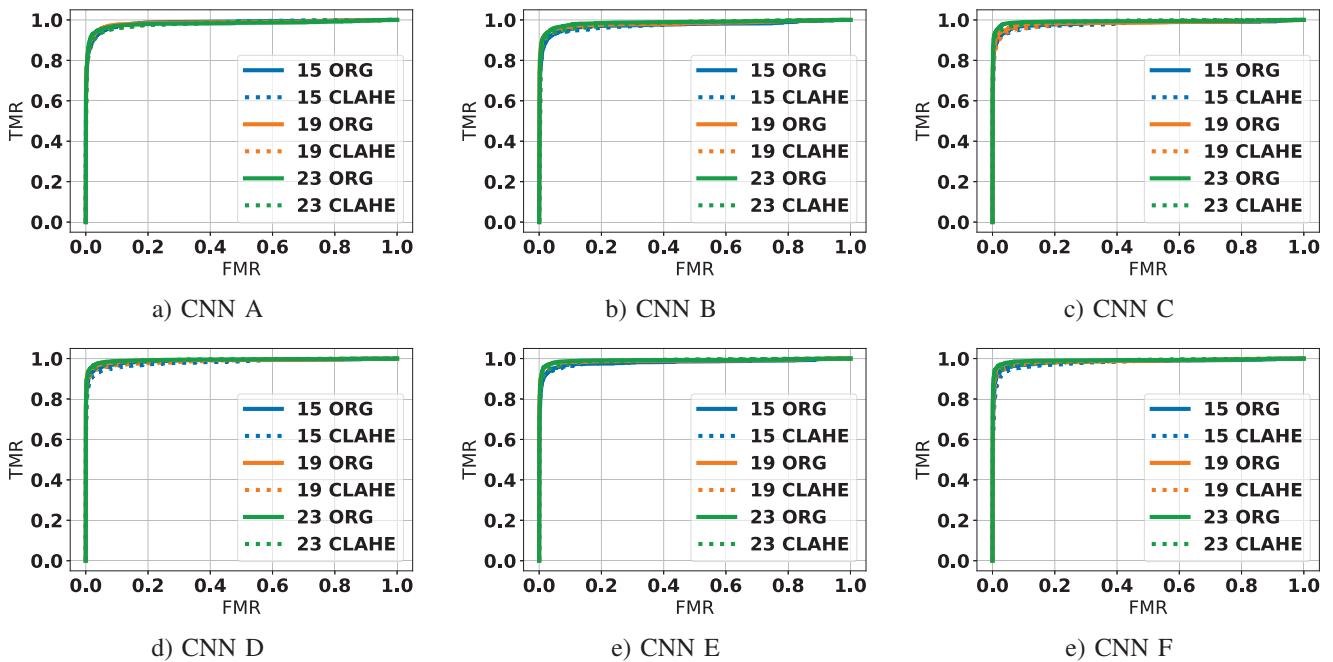 1.0
0.8
0.6
0.4
0.2
0.0
TMR
15 ORG
15 CLAHE
19 ORG
19 CLAHE
23 ORG
23 CLAHE
0.0 0.2 0.4 0.6 0.8 1.0
FMR
a) CNN A
1.0
0.8
0.6
0.4
0.2
0.0
TMR
15 ORG
15 CLAHE
19 ORG
19 CLAHE
23 ORG
23 CLAHE
0.0 0.2 0.4 0.6 0.8 1.0
FMR
b) CNN B
1.0
0.8
0.6
0.4
0.2
0.0
TMR
15 ORG
15 CLAHE
19 ORG
19 CLAHE
23 ORG
23 CLAHE
0.0 0.2 0.4 0.6 0.8 1.0
FMR
c) CNN C
1.0
0.8
0.6
0.4
0.2
0.0
TMR
15 ORG
15 CLAHE
19 ORG
19 CLAHE
23 ORG
23 CLAHE
0.0 0.2 0.4 0.6 0.8 1.0
FMR
d) CNN D
1.0
0.8
0.6
0.4
0.2
0.0
TMR
15 ORG
15 CLAHE
19 ORG
19 CLAHE
23 ORG
23 CLAHE
0.0 0.2 0.4 0.6 0.8 1.0
FMR
e) CNN E
1.0
0.8
0.6
0.4
0.2
0.0
TMR
15 ORG
15 CLAHE
19 ORG
19 CLAHE
23 ORG
23 CLAHE
0.0 0.2 0.4 0.6 0.8 1.0
FMR
e) CNN F